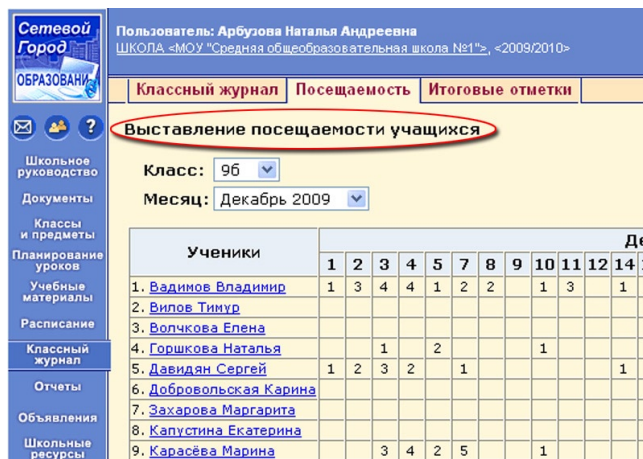 Сетевой
Город
ОБРАЗОВАНИ
Пользователь: Арбузова Наталья Андреевна
ШКОЛА <МОУ "Средняя общеобразовательная школа №1">, <2009/2010>
Классный журнал Посещаемость Итоговые отметки
?
Выставление посещаемости учащихся
Класс: 9б
Месяц: Декабрь 2009
Школьное
руководство
Документы
Классы
и предметы
Планирование
уроков
Учебные
материалы
Расписание
Классный
журнал
Отчеты
Объявления
Школьные
ресурсы
Ученики Де
1 2 3 4 5 7 8 9 10 11 12 14
1. Вадимов Владимир 1 3 4 4 1 2 2 1 3 1
2. Вилов Тимур
3. Волчкова Елена
4. Горшкова Наталья 1 2 1
5. Давидян Сергей 1 2 3 2 1 1
6. Добровольская Карина
7. Захарова Маргарита
8. Капустина Екатерина
9. Карасёва Марина 3 4 2 5 1